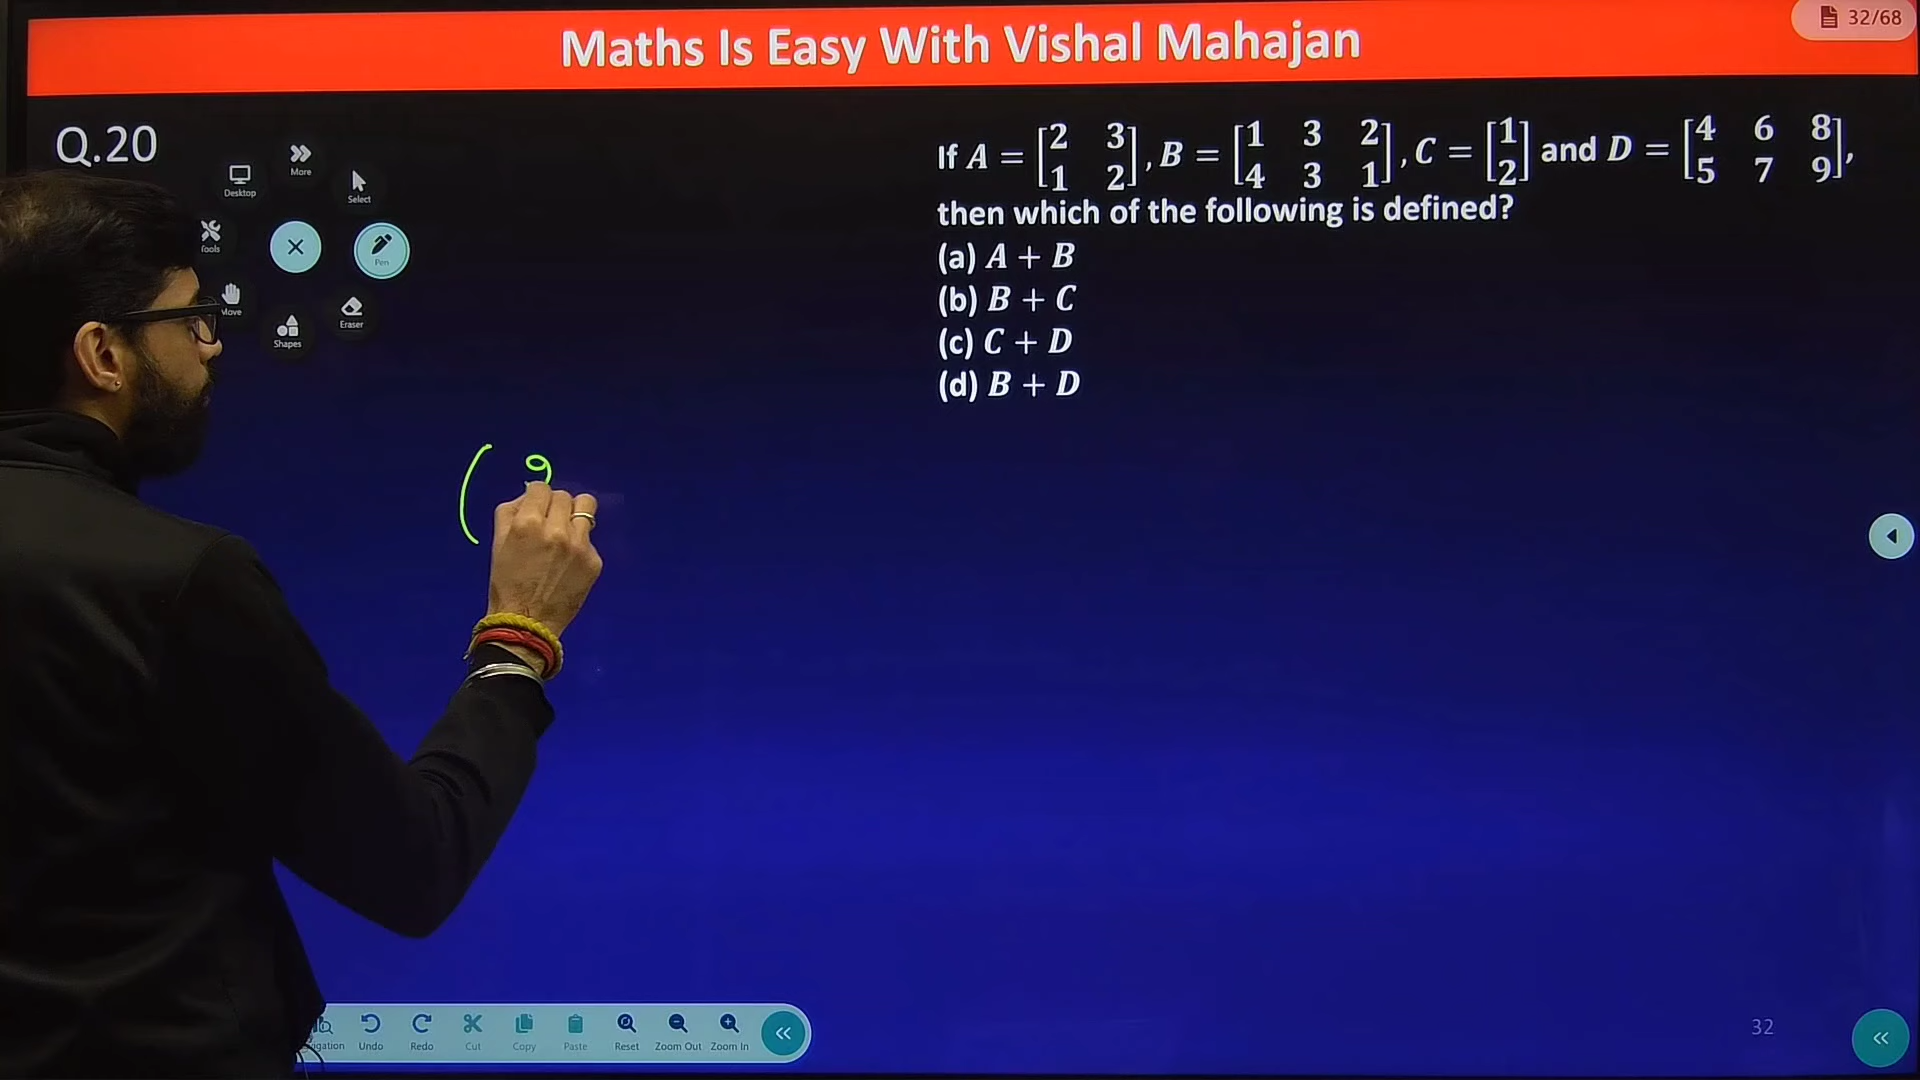 Maths Is Easy With Vishal Mahajan
32/68
Q.20
If A = [2 3 1 2], B = [1 3 2 4 3 1], C = [1 2] and D = [4 6 8 5 7 9],
then which of the following is defined?
(a) A + B
(b) B + C
(c) C + D
(d) B + D
More
Desktop
Select
Tools
Pen
Move
Eraser
Shapes
( 9
Undo Redo Cut Copy Paste Reset Zoom Out Zoom In
32